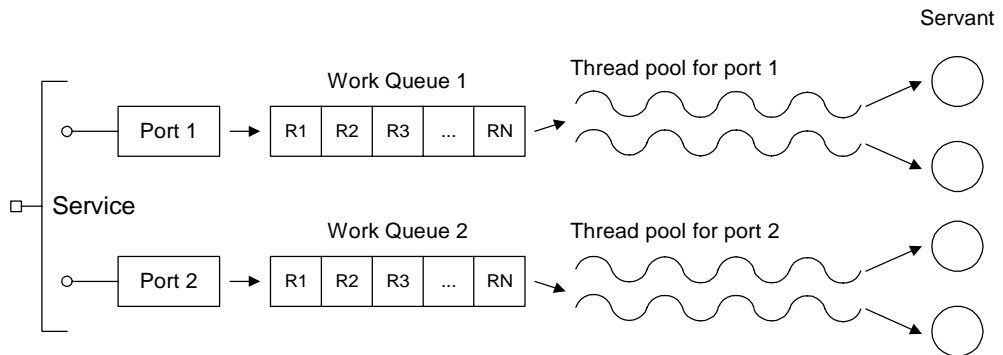 Servant
Work Queue 1
Thread pool for port 1
Port 1
R1 R2 R3 ... RN
Service
Work Queue 2
Thread pool for port 2
Port 2
R1 R2 R3 ... RN